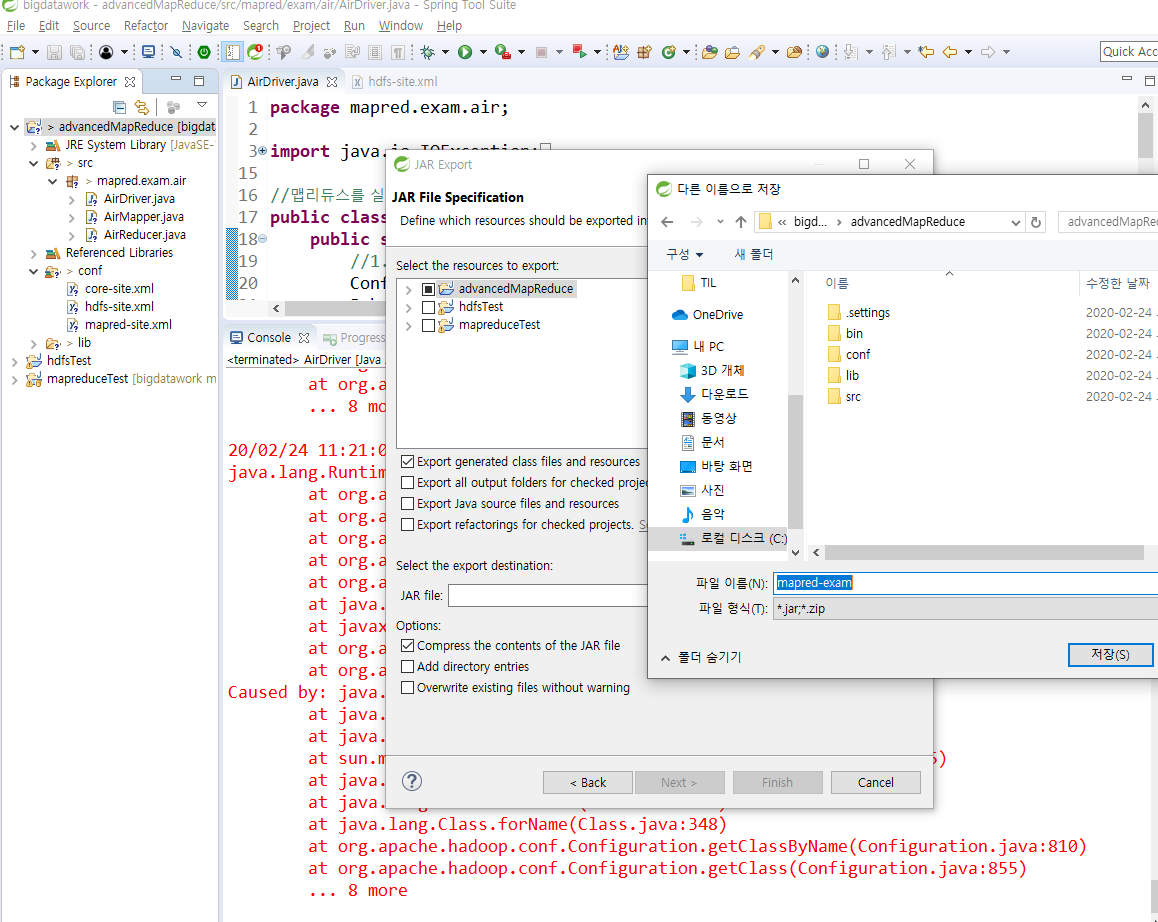 bigdatawork - advancedMapReduce/src/mapred/exam/air/AirDriver.java - Spring Tool Suite
File Edit Source Refactor Navigate Search Project Run Window Help
Quick Acc
Package Explorer
> advancedMapReduce [bigdat
JRE System Library [JavaSE-
> src
> mapred.exam.air
AirDriver.java
AirMapper.java
AirReducer.java
Referenced Libraries
> conf
core-site.xml
hdfs-site.xml
mapred-site.xml
> lib
hdfsTest
mapreduceTest [bigdatawork m
AirDriver.java hdfs-site.xml
1 package mapred.exam.air;
2
3 import java.io.IOException;
15
16 //맵리듀스를 실
17 public class
18 public s
19 //1.
20 Conf
Console Progress
<terminated> AirDriver [Java
at org.a
... 8 mo
20/02/24 11:21:0
java.lang.Runtim
at org.a
at org.a
at org.a
at org.a
at org.a
at java.
at javax
at org.a
at org.a
Caused by: java.
at java.
at java.
at sun.m
5)
at java.
at java.
at java.lang.Class.forName(Class.java:348)
at org.apache.hadoop.conf.Configuration.getClassByName(Configuration.java:810)
at org.apache.hadoop.conf.Configuration.getClass(Configuration.java:855)
... 8 more
JAR Export
JAR File Specification
Define which resources should be exported in
Select the resources to export:
advancedMapReduce
hdfsTest
mapreduceTest
Export generated class files and resources
Export all output folders for checked projec
Export Java source files and resources
Export refactorings for checked projects. Se
Select the export destination:
JAR file:
Options:
Compress the contents of the JAR file
Add directory entries
Overwrite existing files without warning
< Back Next > Finish Cancel
다른 이름으로 저장
« bigd... > advancedMapReduce
advancedMapRe
구성 새 폴더
TIL
OneDrive
내 PC
3D 개체
다운로드
동영상
문서
바탕 화면
사진
음악
로컬 디스크 (C:)
이름 수정한 날짜
.settings 2020-02-24
bin 2020-02-24
conf 2020-02-24
lib 2020-02-24
src 2020-02-24
파일 이름(N): mapred-exam
파일 형식(T): *.jar;*.zip
폴더 숨기기
저장(S)